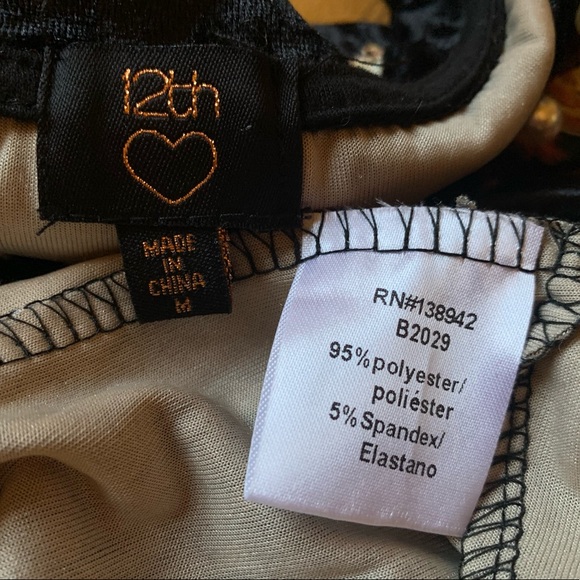 12th
MADE
IN
CHINA
M
RN#138942
B2029
95%polyester/
poliéster
5%Spandex/
Elastano